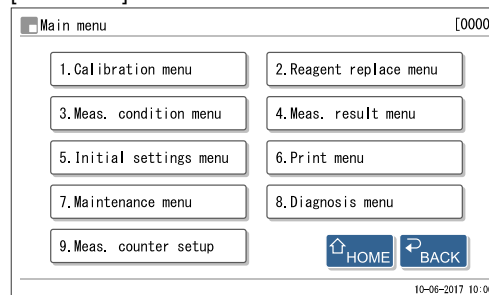 Main menu [0000
1.Calibration menu 2.Reagent replace menu
3.Meas. condition menu 4.Meas. result menu
5.Initial settings menu 6.Print menu
7.Maintenance menu 8.Diagnosis menu
9.Meas. counter setup HOME BACK
10-06-2017 10:00